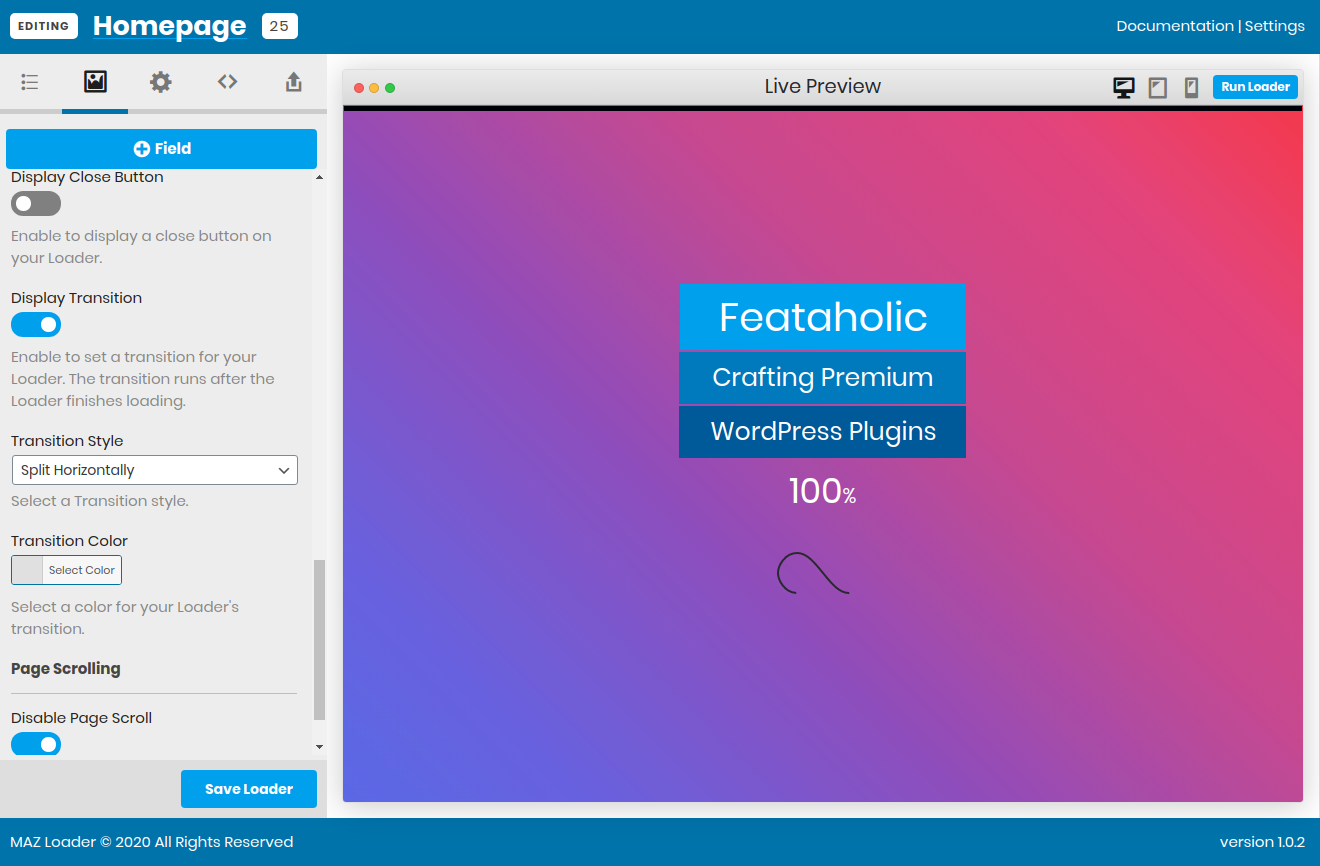 EDITING Homepage 25 Documentation | Settings
Field
Display Close Button
Enable to display a close button on
your Loader.
Display Transition
Enable to set a transition for your
Loader. The transition runs after the
Loader finishes loading.
Transition Style
Split Horizontally
Select a Transition style.
Transition Color
Select Color
Select a color for your Loader's
transition.
Page Scrolling
Disable Page Scroll
Save Loader
Live Preview Run Loader
Feataholic
Crafting Premium
WordPress Plugins
100%
MAZ Loader © 2020 All Rights Reserved version 1.0.2